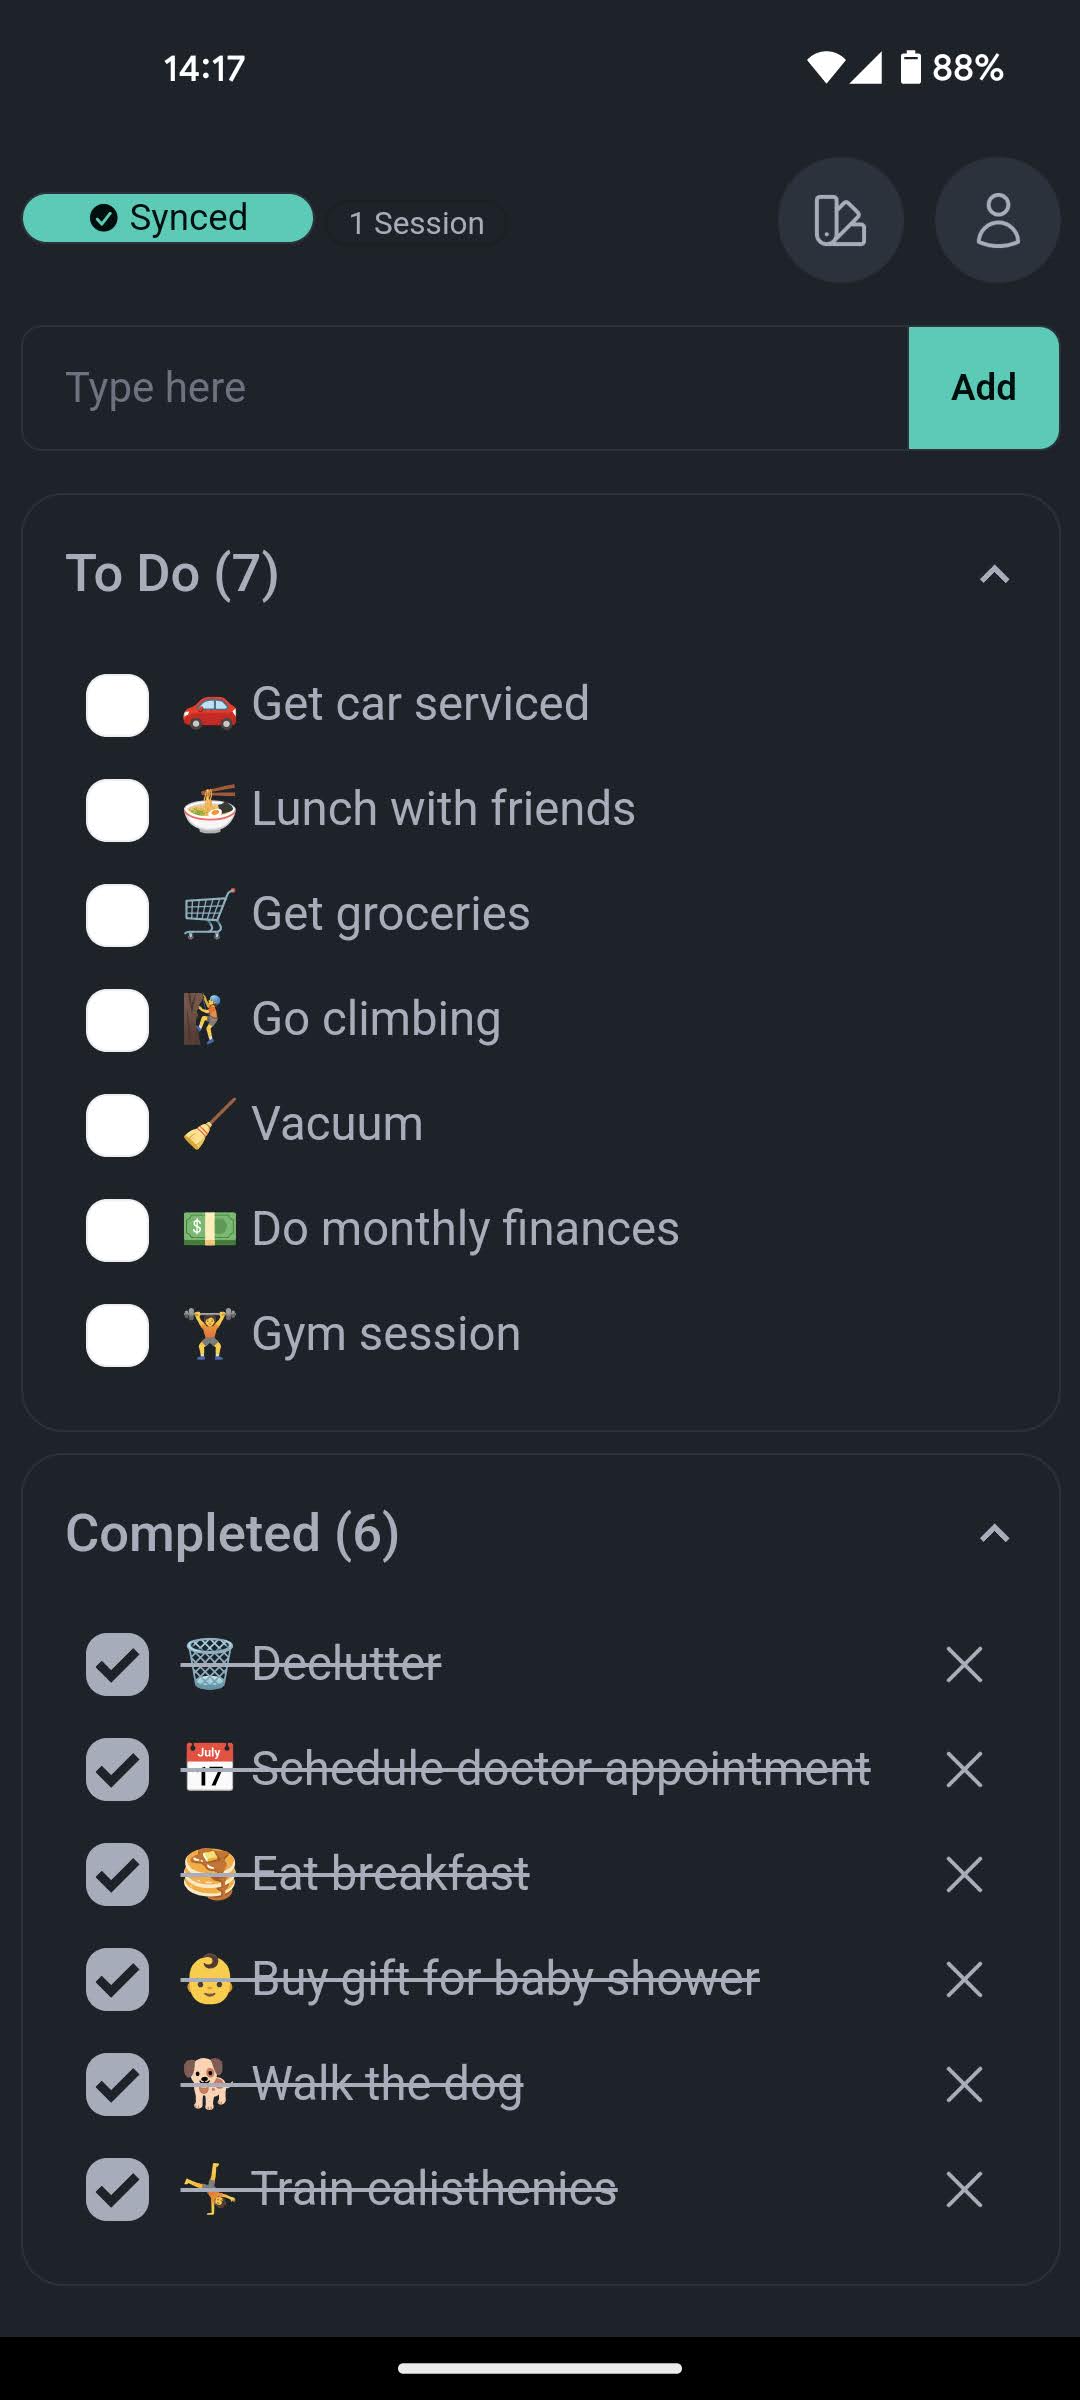 14:17 88%
Synced 1 Session
Type here Add
To Do (7)
🚗 Get car serviced
🍜 Lunch with friends
🛒 Get groceries
🧗 Go climbing
🧹 Vacuum
💵 Do monthly finances
🏋️ Gym session
Completed (6)
🗑️ Declutter
📅 Schedule doctor appointment
🥞 Eat breakfast
👶 Buy gift for baby shower
🐕 Walk the dog
🤸 Train calisthenics